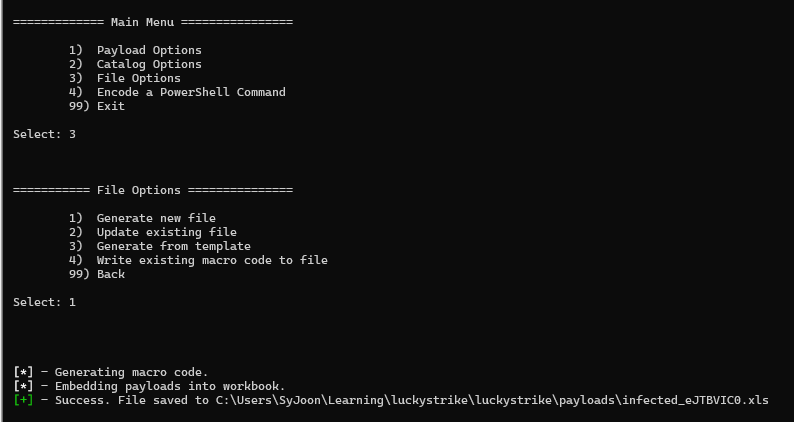 ============= Main Menu ================
1) Payload Options
2) Catalog Options
3) File Options
4) Encode a PowerShell Command
99) Exit
Select: 3
=========== File Options ===============
1) Generate new file
2) Update existing file
3) Generate from template
4) Write existing macro code to file
99) Back
Select: 1
[*] - Generating macro code.
[*] - Embedding payloads into workbook.
[+] - Success. File saved to C:\Users\SyJoon\Learning\luckystrike\luckystrike\payloads\infected_eJTBVIC0.xls